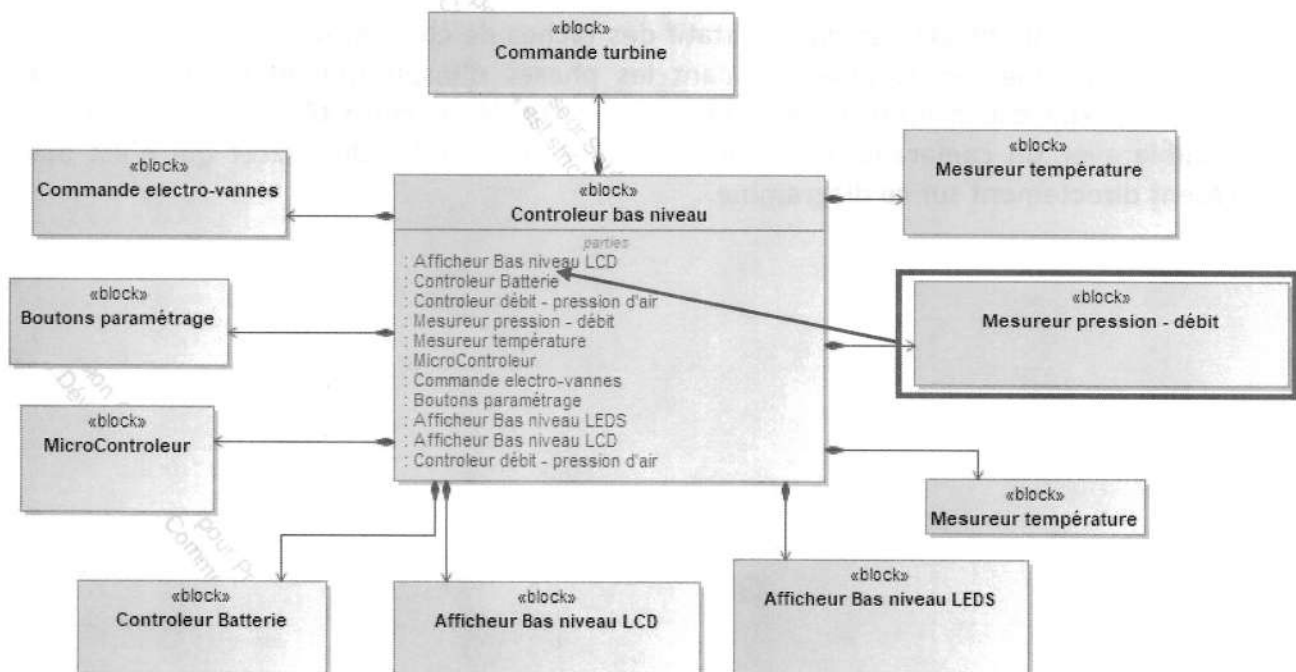 «block»
Commande turbine
«block»
Commande electro-vannes
«block»
Mesureur température
«block»
Controleur bas niveau
parties
: Afficheur Bas niveau LCD
: Controleur Batterie
: Controleur débit - pression d'air
: Mesureur pression - débit
: Mesureur température
: MicroControleur
: Commande electro-vannes
: Boutons paramétrage
: Afficheur Bas niveau LEDS
: Afficheur Bas niveau LCD
: Controleur débit - pression d'air
«block»
Boutons paramétrage
«block»
Mesureur pression - débit
«block»
MicroControleur
«block»
Mesureur température
«block»
Controleur Batterie
«block»
Afficheur Bas niveau LCD
«block»
Afficheur Bas niveau LEDS